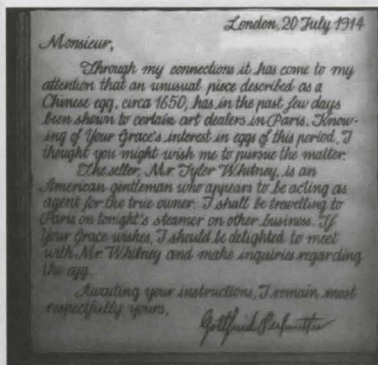 London, 20 July 1914
Monsieur,
Through my connections it has come to my
attention that an unusual piece described as a
Chinese egg, circa 1650, has in the past few days
been shown to certain art dealers in Paris. Know-
ing of Your Grace's interest in eggs of this period, I
thought you might wish me to pursue the matter.
The seller, Mr. Tyler Whitney, is an
American gentleman who appears to be acting as
agent for the true owner. I shall be travelling to
Paris on tonight's steamer on other business. If
Your Grace wishes, I should be delighted to meet
with Mr. Whitney and make inquiries regarding
the egg.
Awaiting your instructions, I remain most
respectfully yours,
Gottfried